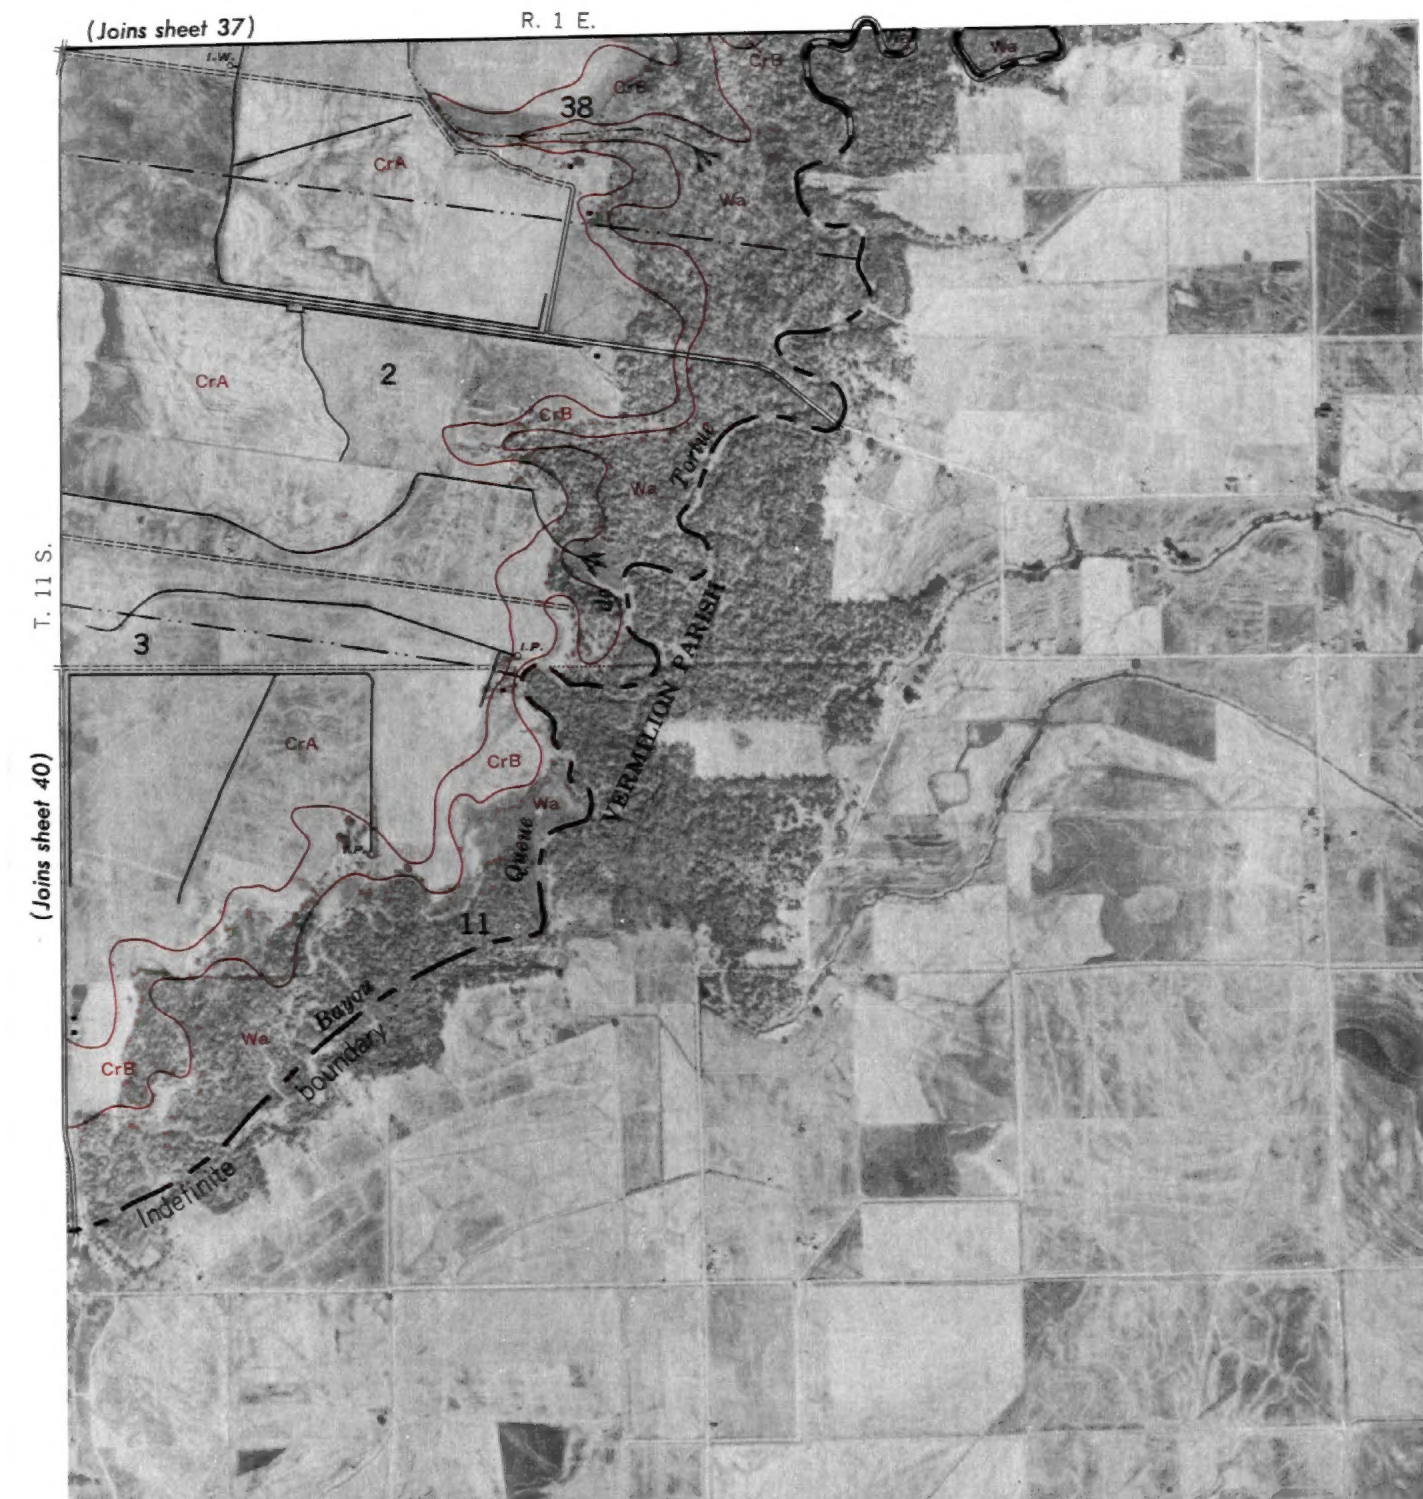 (Joins sheet 37)
R. 1 E.
I.W.
CrB
CrB
Wa
Wa
38
CrA
Wa
CrA
2
CrB
Tortue
Wa
T. 11 S.
de
3
I.P.
VERMILION PARISH
CrA
CrB
Wa
(Joins sheet 40)
Queue
11
Bayou
Wa
boundary
CrB
Indefinite